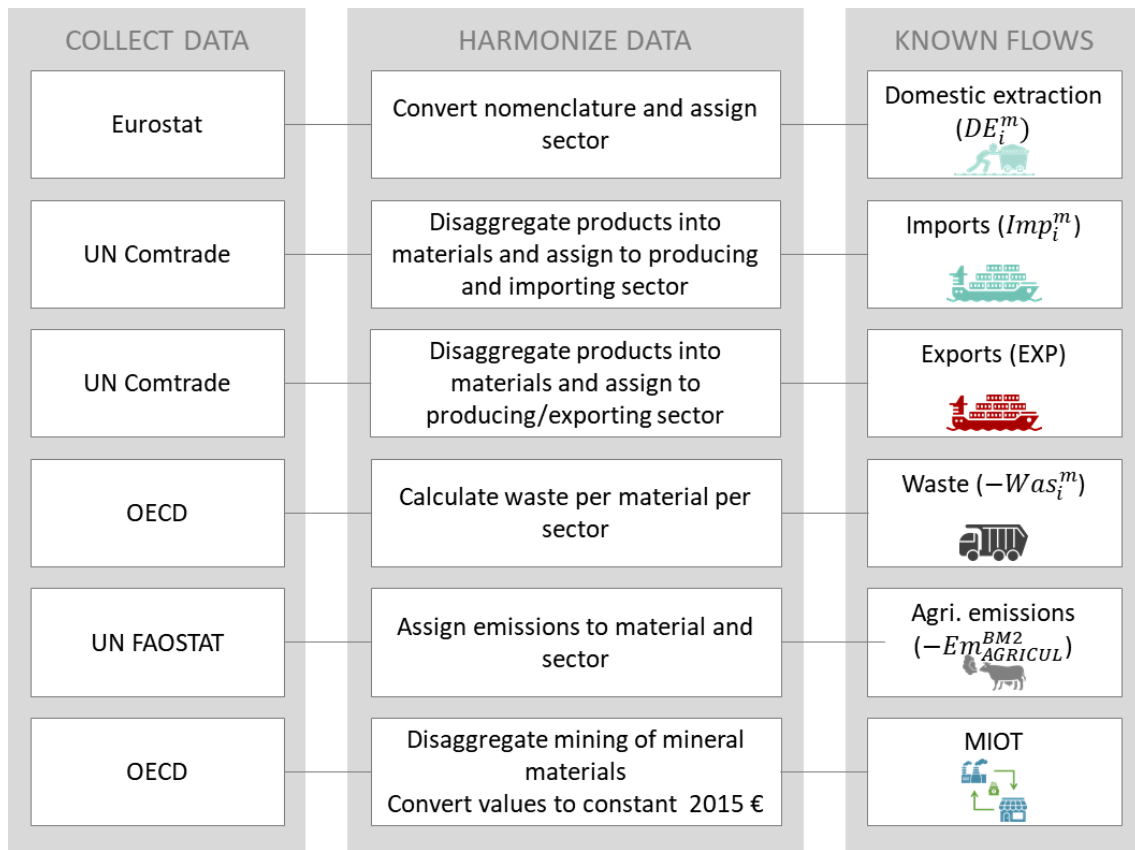 COLLECT DATA
HARMONIZE DATA
KNOWN FLOWS
Eurostat
Convert nomenclature and assign
sector
Domestic extraction
($DE_i^m$)
UN Comtrade
Disaggregate products into
materials and assign to producing
and importing sector
Imports ($Imp_i^m$)
UN Comtrade
Disaggregate products into
materials and assign to
producing/exporting sector
Exports (EXP)
OECD
Calculate waste per material per
sector
Waste ($-Was_i^m$)
UN FAOSTAT
Assign emissions to material and
sector
Agri. emissions
($-Em_{AGRICUL}^{BM2}$)
OECD
Disaggregate mining of mineral
materials
Convert values to constant 2015 €
MIOT